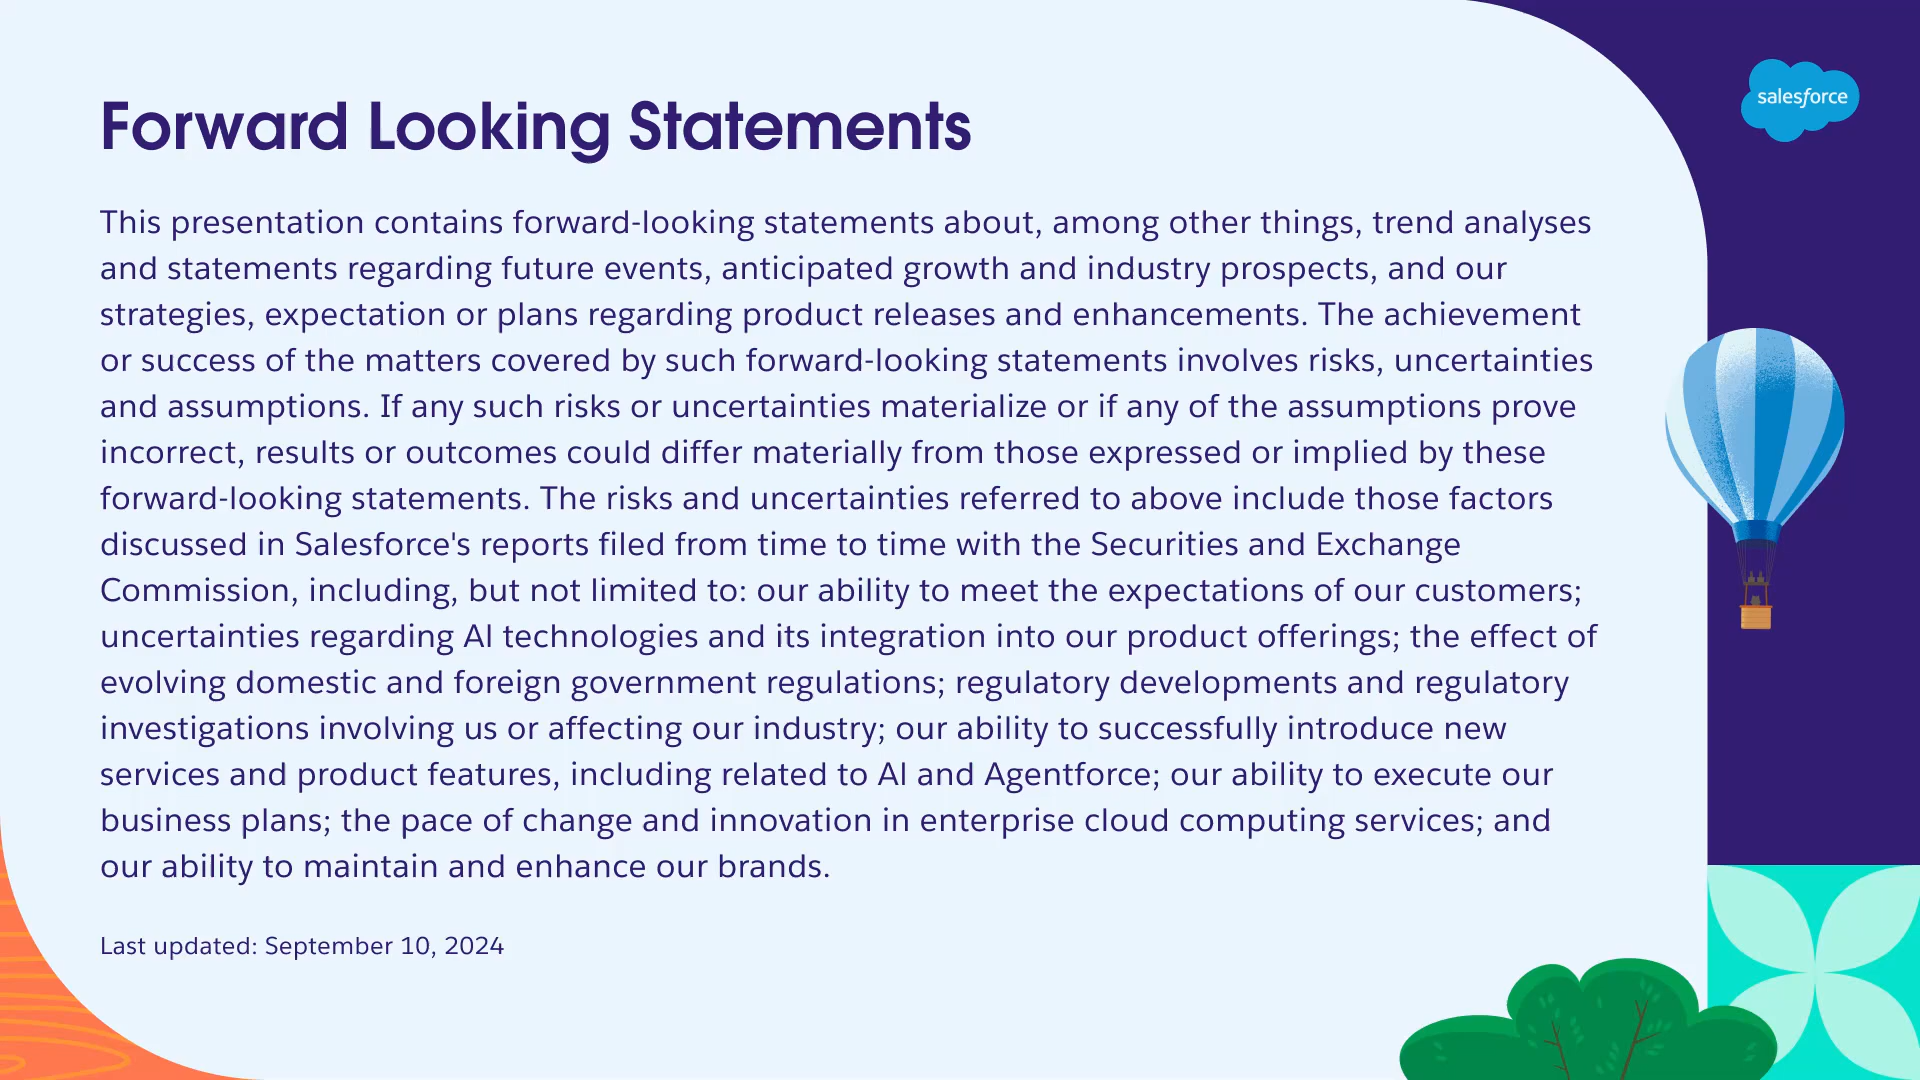 salesforce
Forward Looking Statements
This presentation contains forward-looking statements about, among other things, trend analyses
and statements regarding future events, anticipated growth and industry prospects, and our
strategies, expectation or plans regarding product releases and enhancements. The achievement
or success of the matters covered by such forward-looking statements involves risks, uncertainties
and assumptions. If any such risks or uncertainties materialize or if any of the assumptions prove
incorrect, results or outcomes could differ materially from those expressed or implied by these
forward-looking statements. The risks and uncertainties referred to above include those factors
discussed in Salesforce's reports filed from time to time with the Securities and Exchange
Commission, including, but not limited to: our ability to meet the expectations of our customers;
uncertainties regarding AI technologies and its integration into our product offerings; the effect of
evolving domestic and foreign government regulations; regulatory developments and regulatory
investigations involving us or affecting our industry; our ability to successfully introduce new
services and product features, including related to AI and Agentforce; our ability to execute our
business plans; the pace of change and innovation in enterprise cloud computing services; and
our ability to maintain and enhance our brands.
Last updated: September 10, 2024